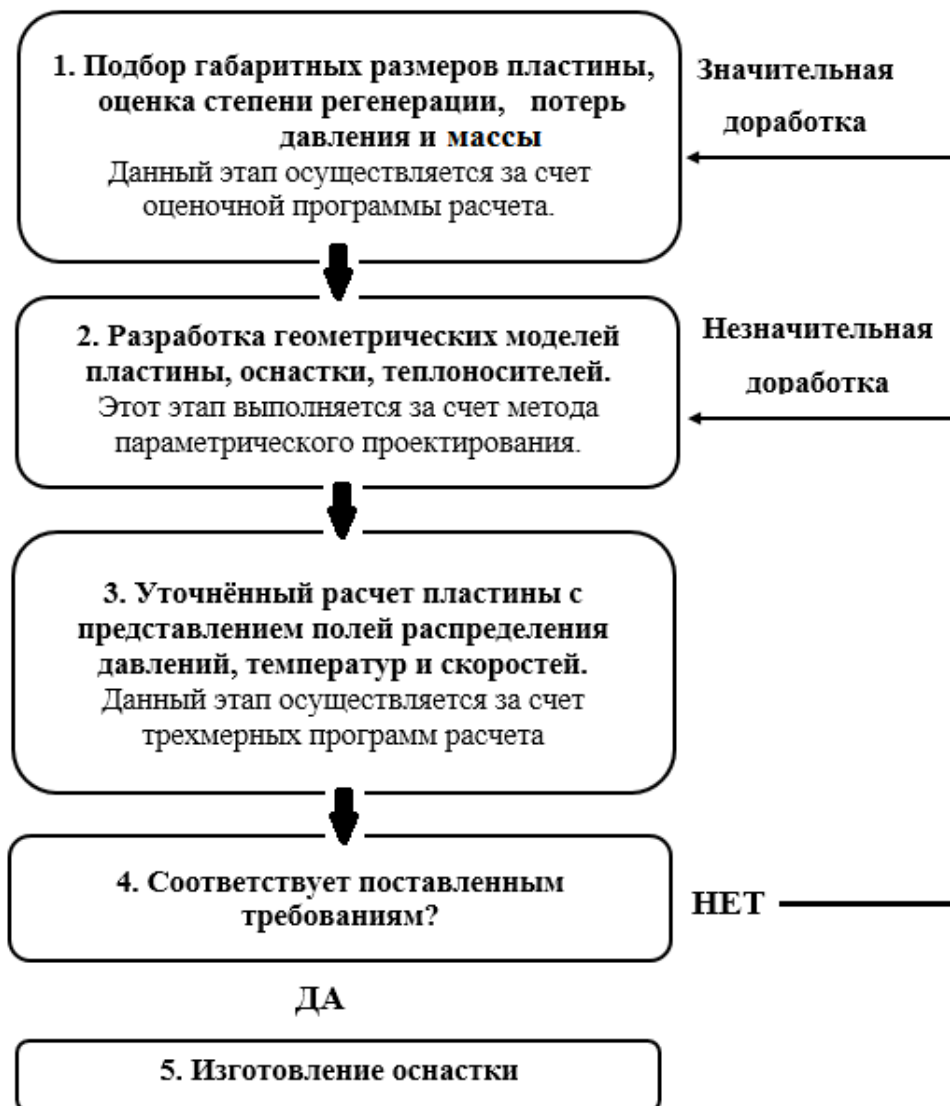 1. Подбор габаритных размеров пластины,
оценка степени регенерации, потерь
давления и массы
Данный этап осуществляется за счет
оценочной программы расчета.
Значительная
доработка
2. Разработка геометрических моделей
пластины, оснастки, теплоносителей.
Этот этап выполняется за счет метода
параметрического проектирования.
Незначительная
доработка
3. Уточнённый расчет пластины с
представлением полей распределения
давлений, температур и скоростей.
Данный этап осуществляется за счет
трехмерных программ расчета
4. Соответствует поставленным
требованиям?
НЕТ
ДА
5. Изготовление оснастки